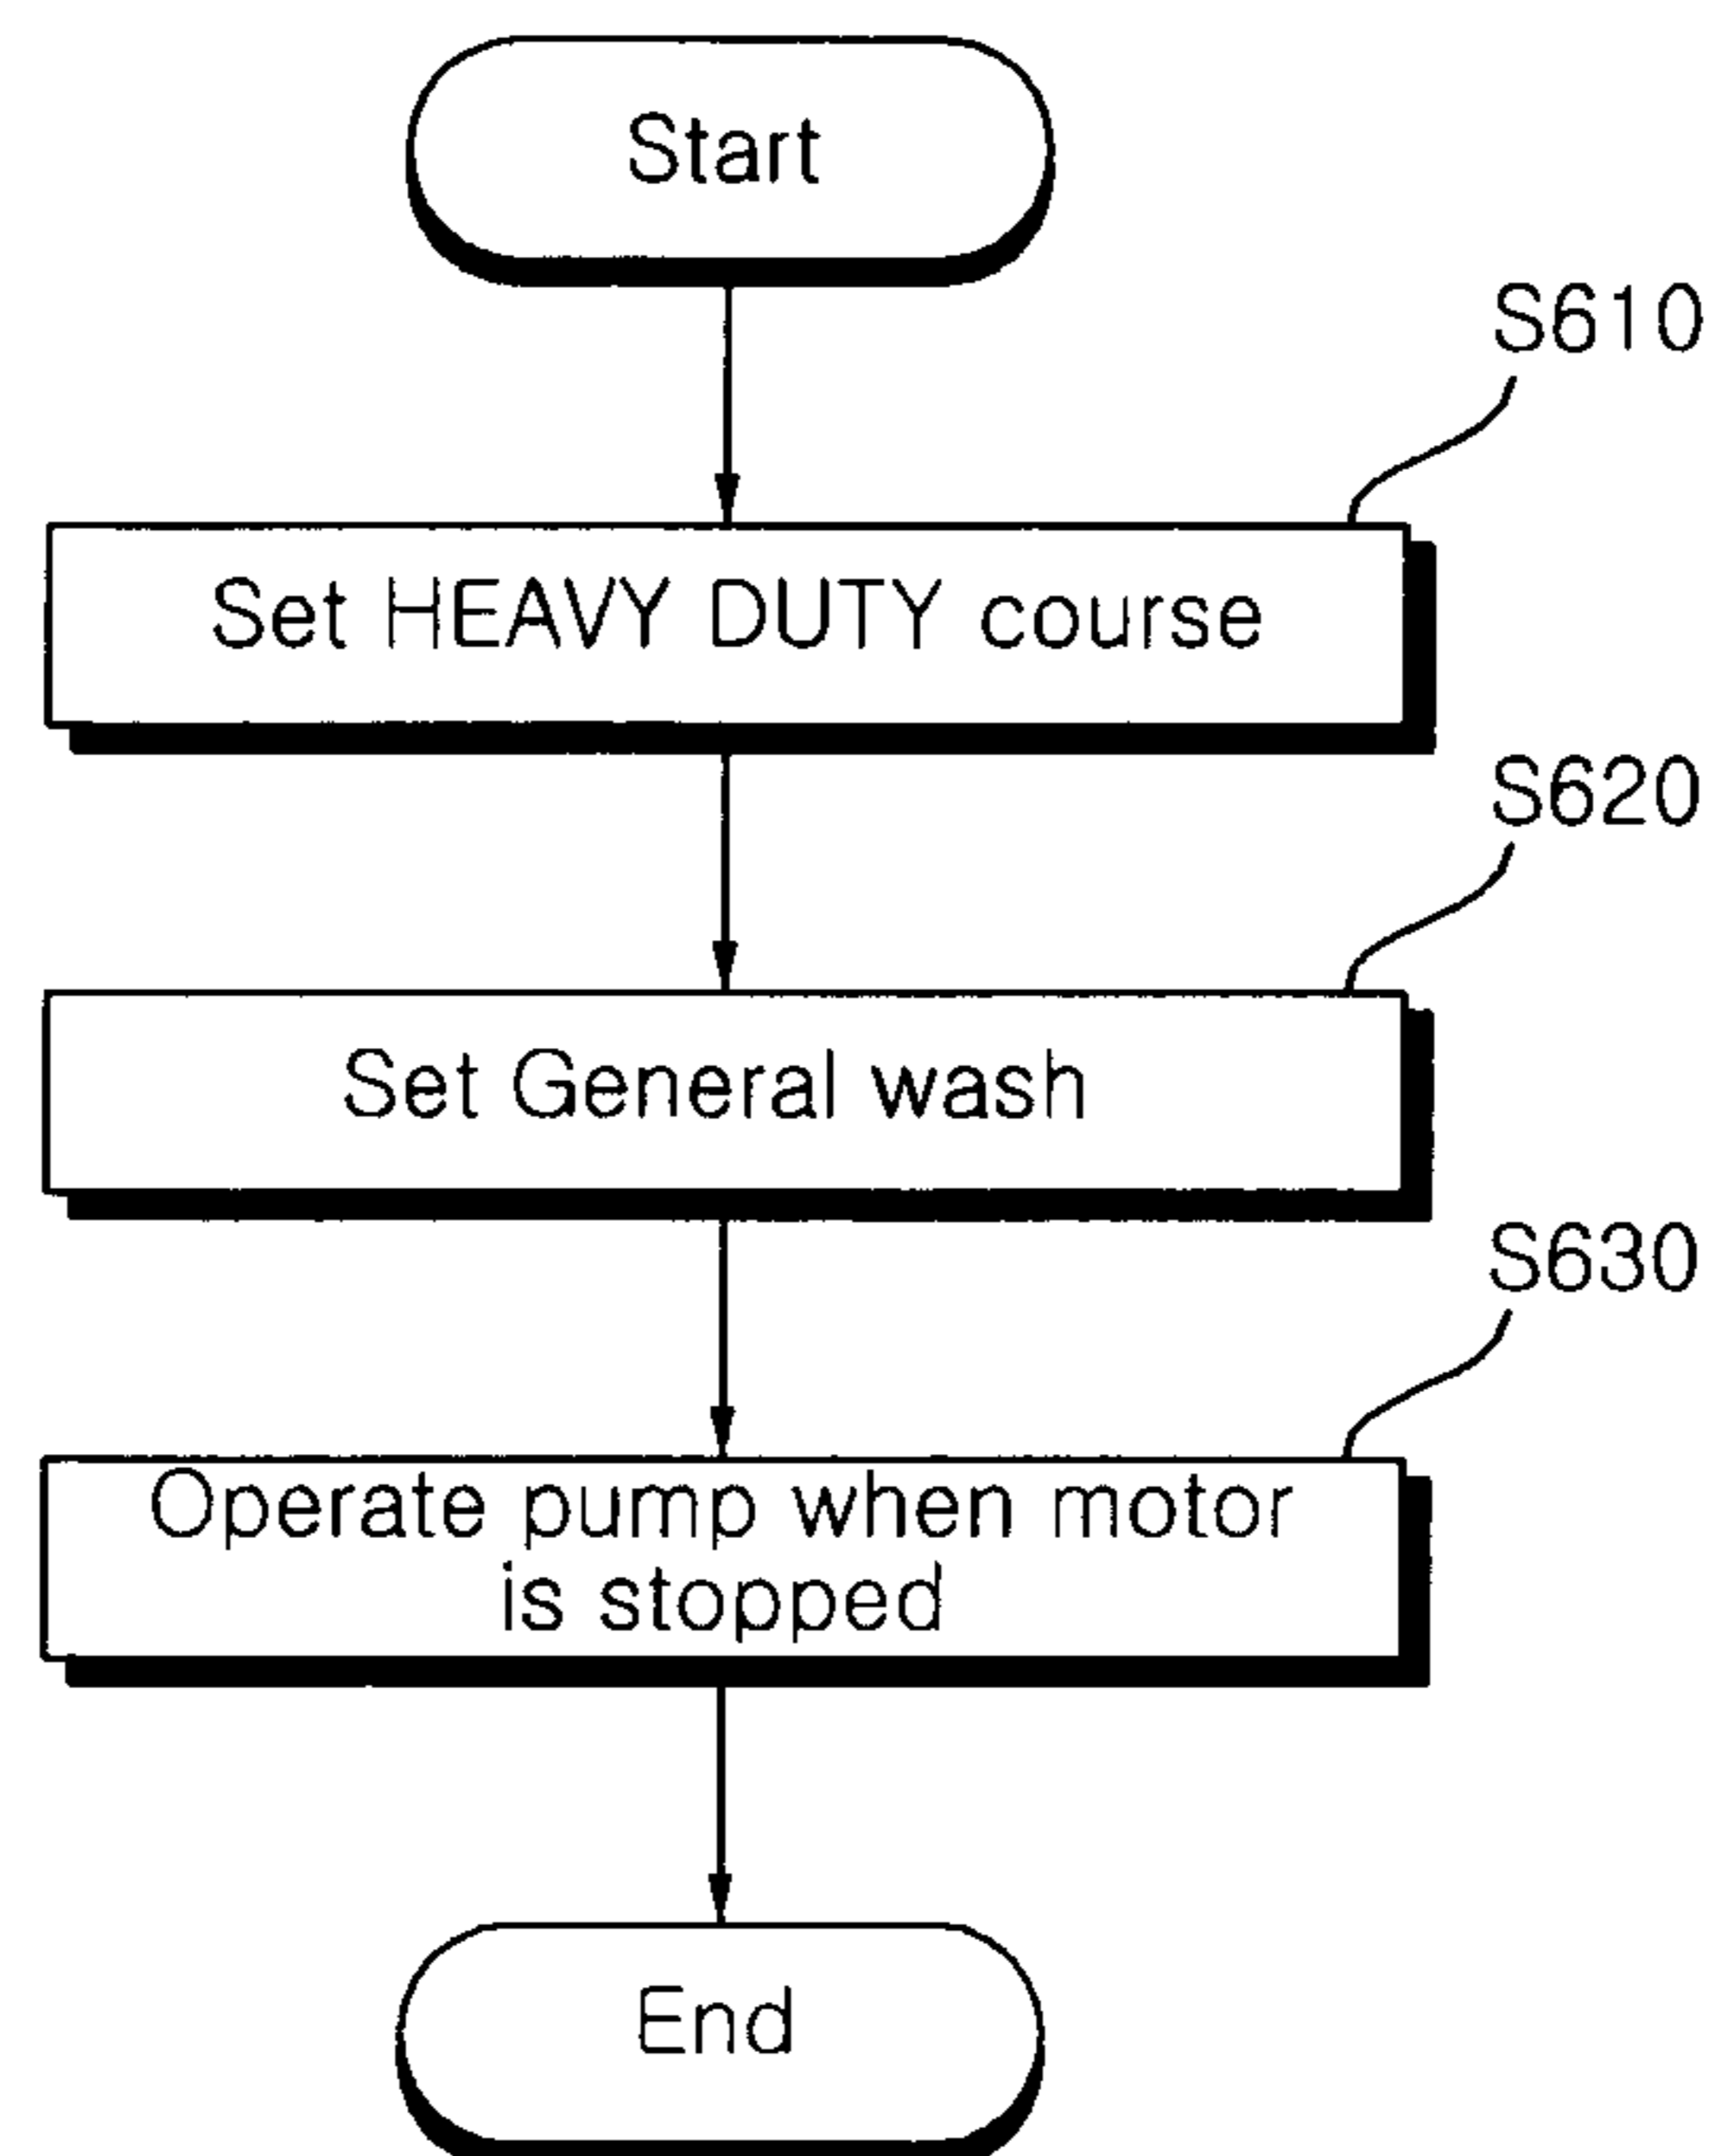 Start
S610
Set HEAVY DUTY course
S620
Set General wash
S630
Operate pump when motor
is stopped
End